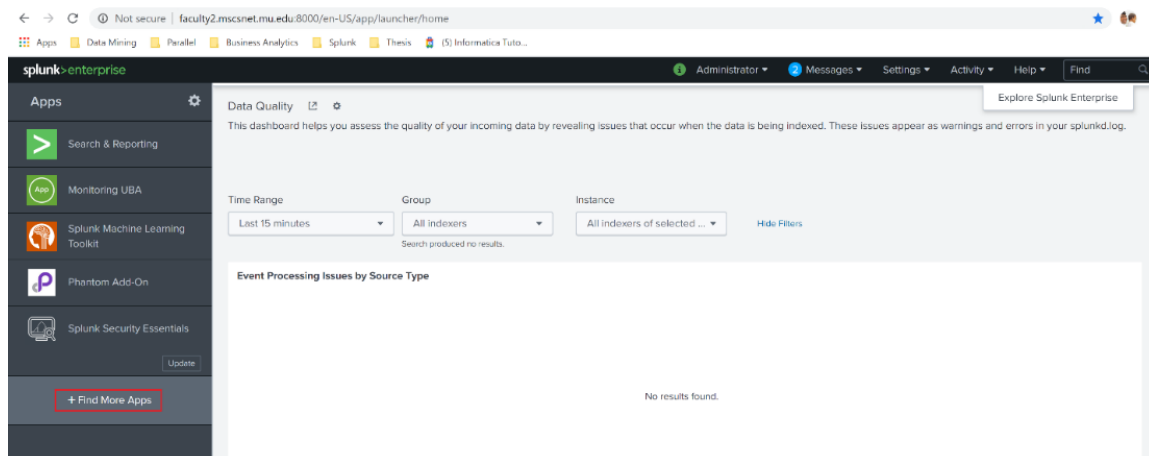 Not secure | faculty2.mscsnet.mu.edu:8000/en-US/app/launcher/home
Apps Data Mining Parallel Business Analytics Splunk Thesis (5) Informatica Tuto...
splunk>enterprise Administrator 2 Messages Settings Activity Help Find
Explore Splunk Enterprise
Apps
Data Quality
This dashboard helps you assess the quality of your incoming data by revealing issues that occur when the data is being indexed. These issues appear as warnings and errors in your splunkd.log.
Search & Reporting
App Monitoring UBA
Time Range Group Instance
Last 15 minutes All indexers All indexers of selected ... Hide Filters
Search produced no results.
Splunk Machine Learning
Toolkit
Event Processing Issues by Source Type
Phantom Add-On
Splunk Security Essentials
Update
+ Find More Apps
No results found.